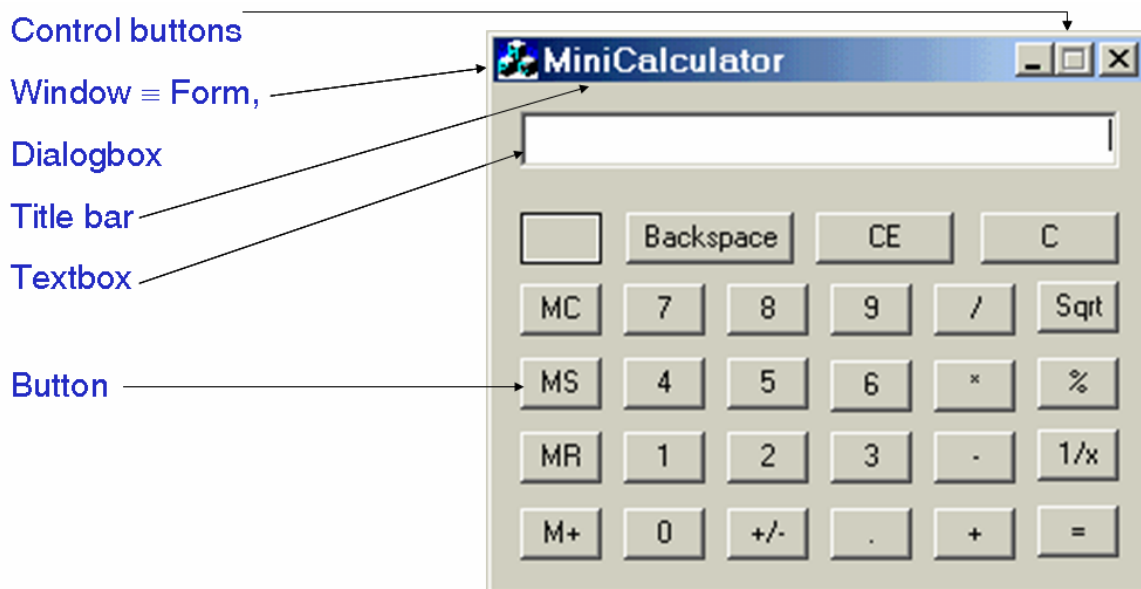 Control buttons
Window ≡ Form,
Dialogbox
Title bar
Textbox
Button
MiniCalculator
Backspace CE C
MC 7 8 9 / Sqrt
MS 4 5 6 * %
MR 1 2 3 - 1/x
M+ 0 +/- . + =